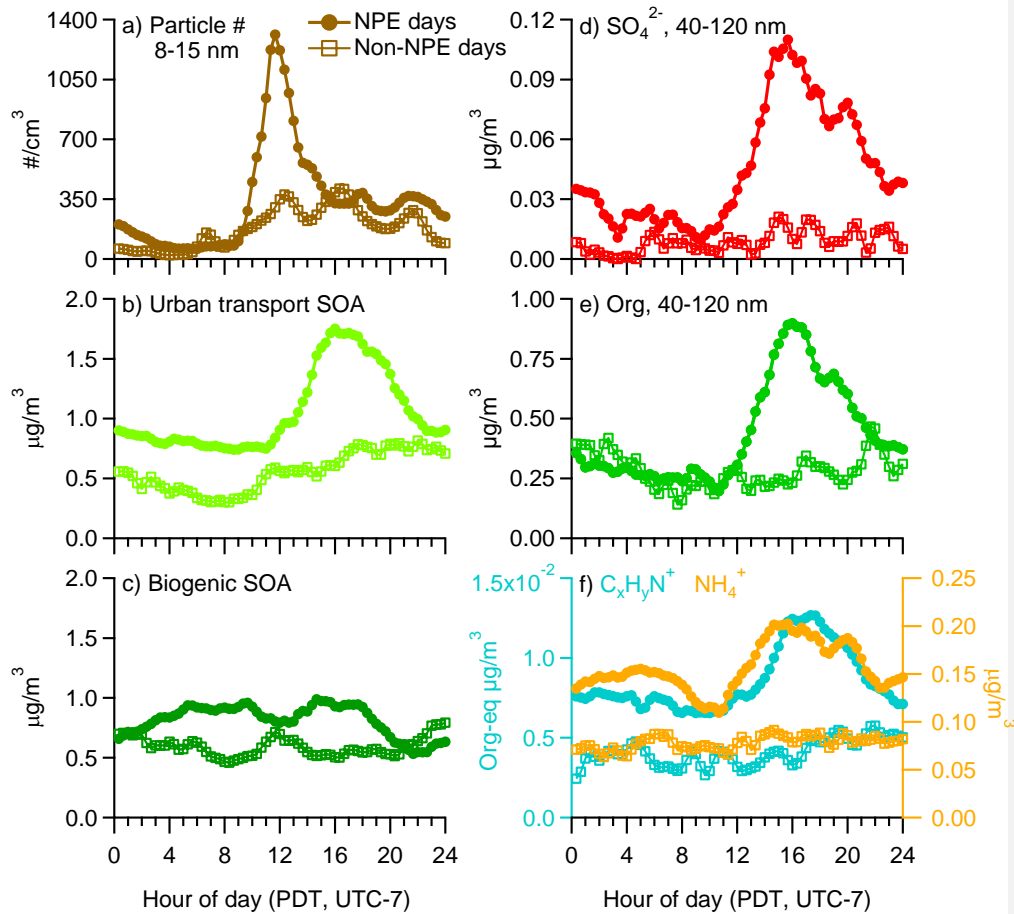 a) Particle #
8-15 nm
NPE days
Non-NPE days
1400
1050
700
350
0
#/cm³
d) SO₄²⁻, 40-120 nm
0.12
0.09
0.06
0.03
0.00
µg/m³
b) Urban transport SOA
2.0
1.5
1.0
0.5
0.0
µg/m³
e) Org, 40-120 nm
1.00
0.75
0.50
0.25
0.00
µg/m³
c) Biogenic SOA
2.0
1.5
1.0
0.5
0.0
µg/m³
0 4 8 12 16 20 24
Hour of day (PDT, UTC-7)
f) CₓHᵧN⁺ NH₄⁺
1.5x10⁻²
1.0
0.5
0.0
Org-eq µg/m³
0.25
0.20
0.15
0.10
0.05
0.00
µg/m³
0 4 8 12 16 20 24
Hour of day (PDT, UTC-7)